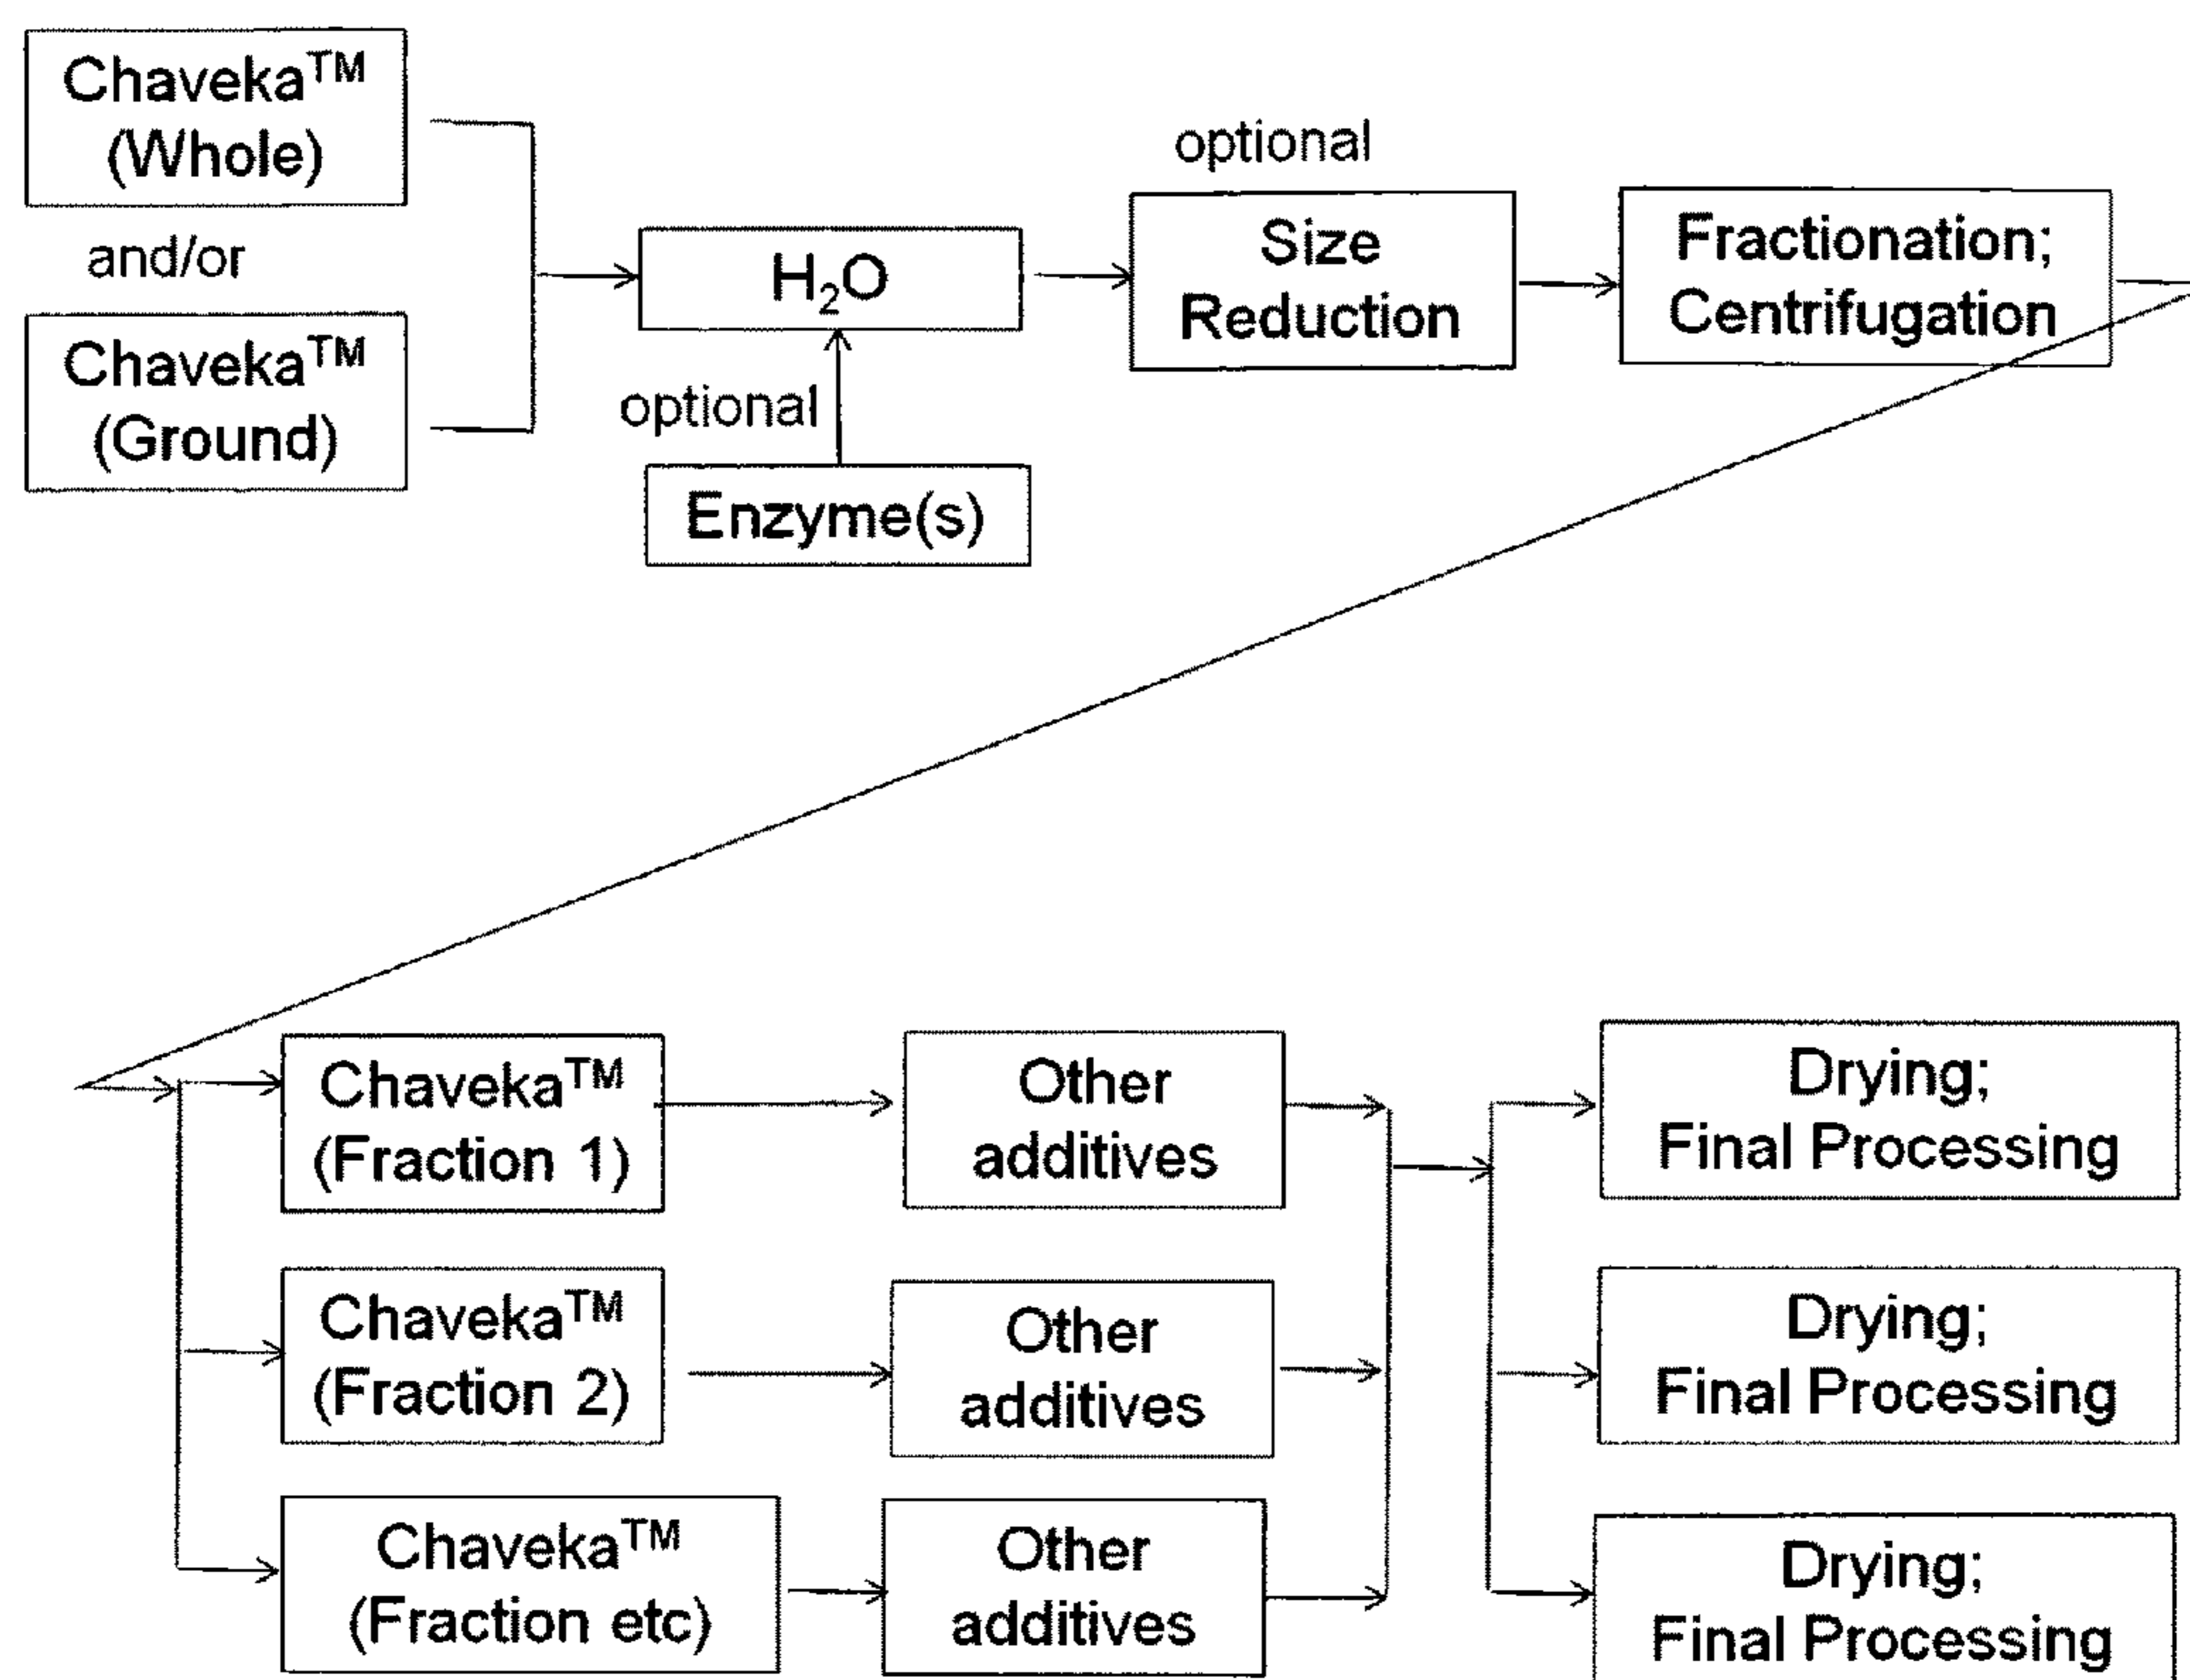 Chaveka™
(Whole)
and/or
Chaveka™
(Ground)
H₂O
optional
Enzyme(s)
optional
Size
Reduction
Fractionation;
Centrifugation
Chaveka™
(Fraction 1)
Other
additives
Drying;
Final Processing
Chaveka™
(Fraction 2)
Other
additives
Drying;
Final Processing
Chaveka™
(Fraction etc)
Other
additives
Drying;
Final Processing